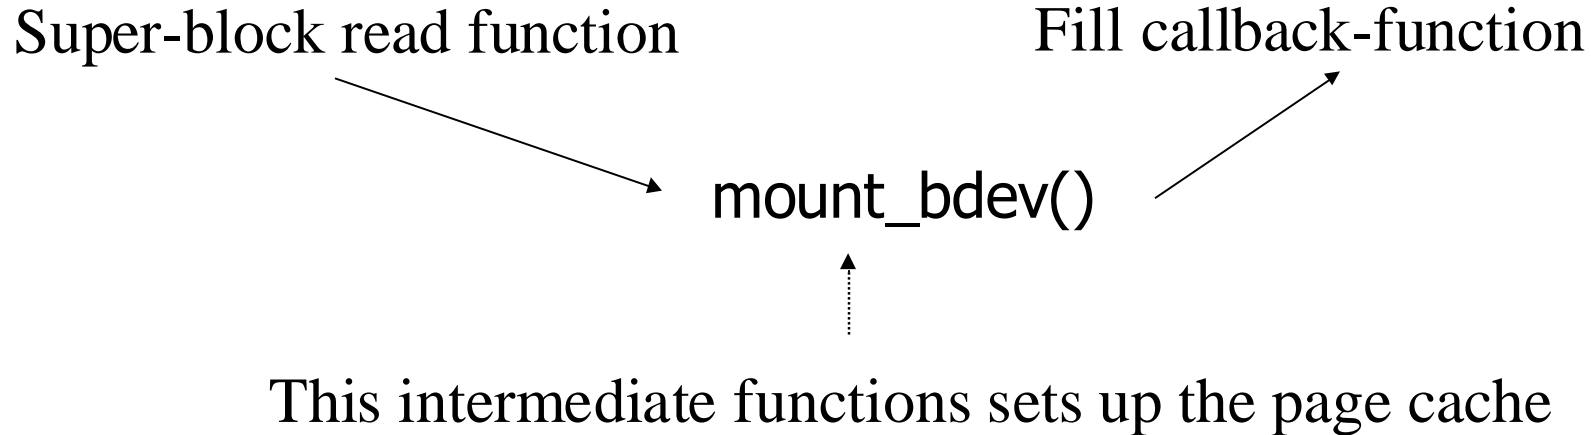 Super-block read function
Fill callback-function
mount_bdev()
This intermediate functions sets up the page cache